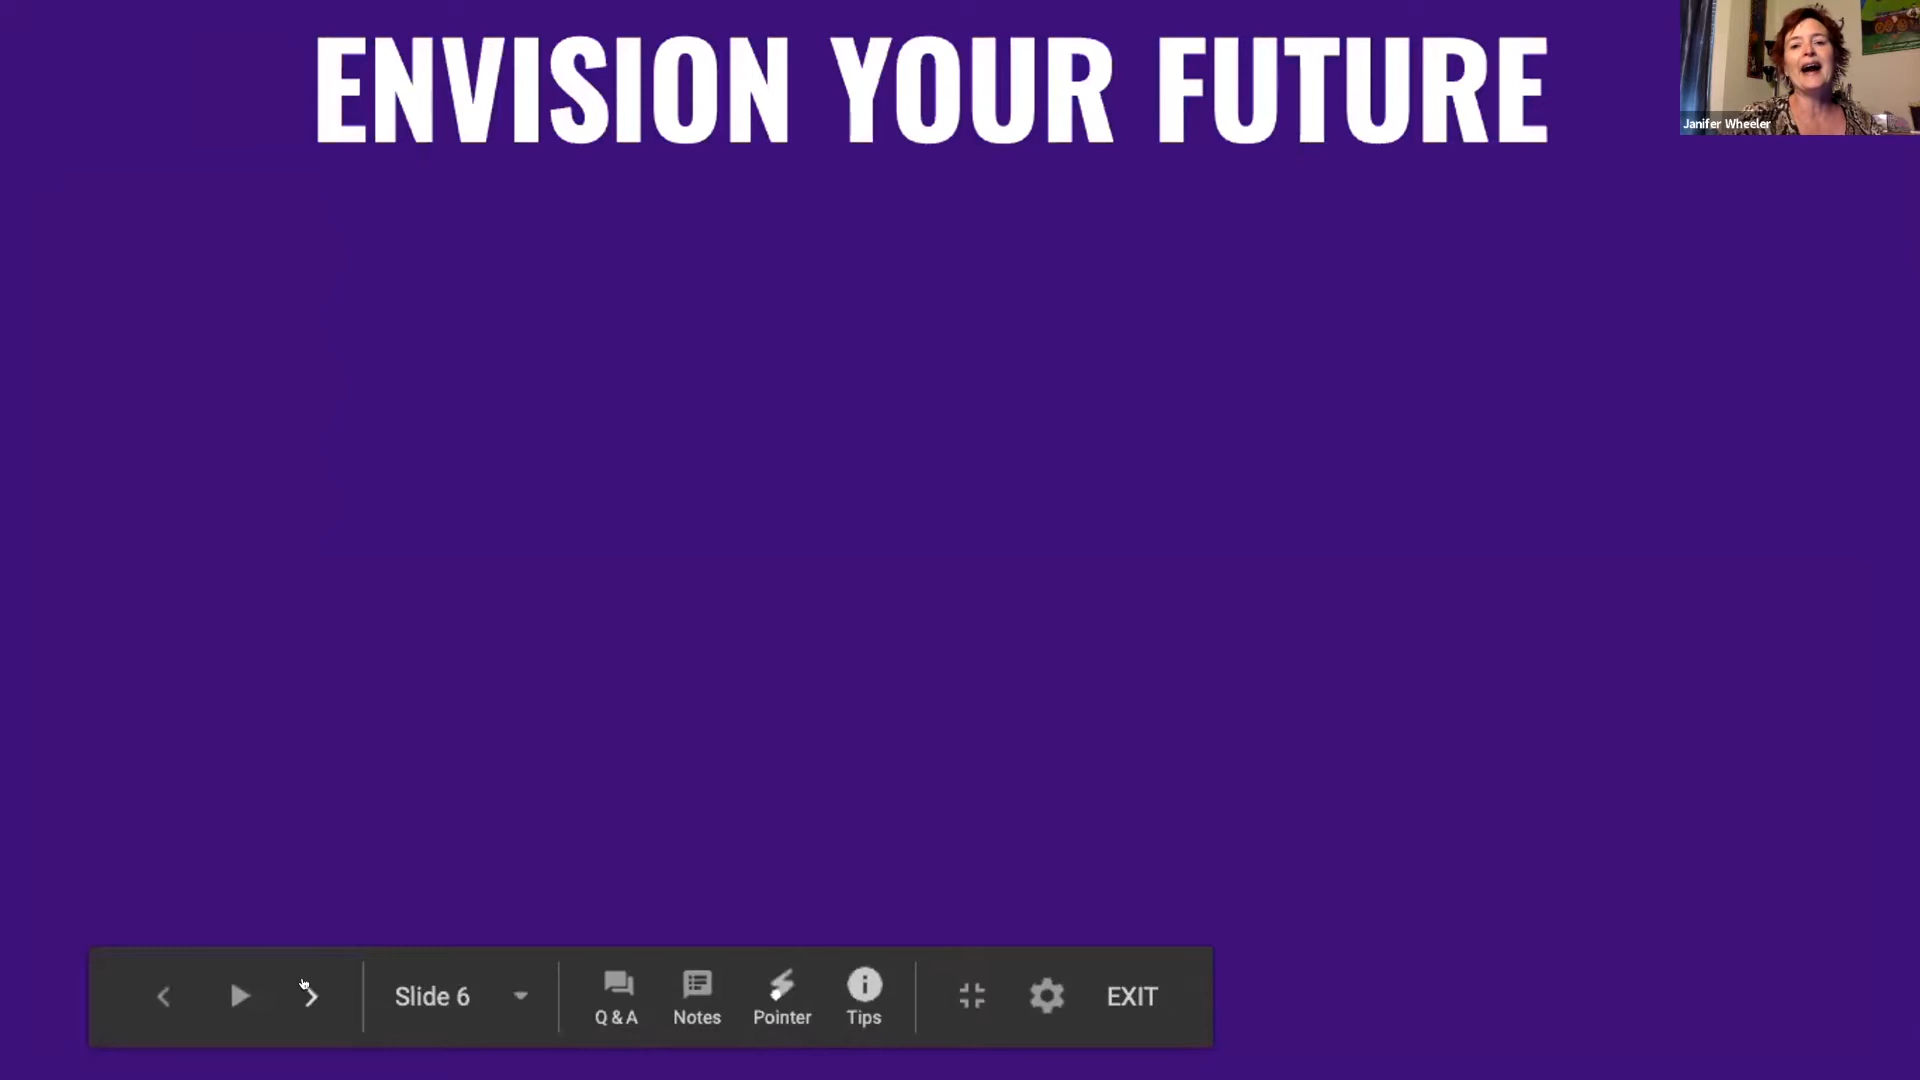 ENVISION YOUR FUTURE
Janifer Wheeler
Slide 6
Q & A
Notes
Pointer
Tips
EXIT